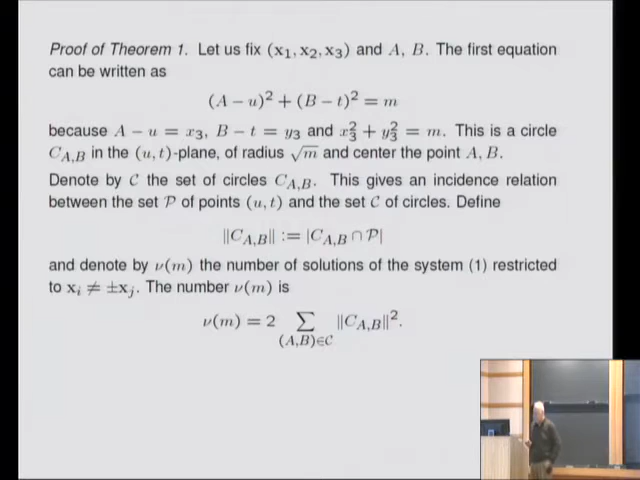 Proof of Theorem 1. Let us fix (x₁, x₂, x₃) and A, B. The first equation
can be written as
(A − u)² + (B − t)² = m
because A − u = x₃, B − t = y₃ and x₃² + y₃² = m. This is a circle
C_{A,B} in the (u, t)-plane, of radius √m and center the point A, B.
Denote by 𝒞 the set of circles C_{A,B}. This gives an incidence relation
between the set 𝒫 of points (u, t) and the set 𝒞 of circles. Define
‖C_{A,B}‖ := |C_{A,B} ∩ 𝒫|
and denote by ν(m) the number of solutions of the system (1) restricted
to x_i ≠ ±x_j. The number ν(m) is
ν(m) = 2 ∑_{(A,B)∈𝒞} ‖C_{A,B}‖².